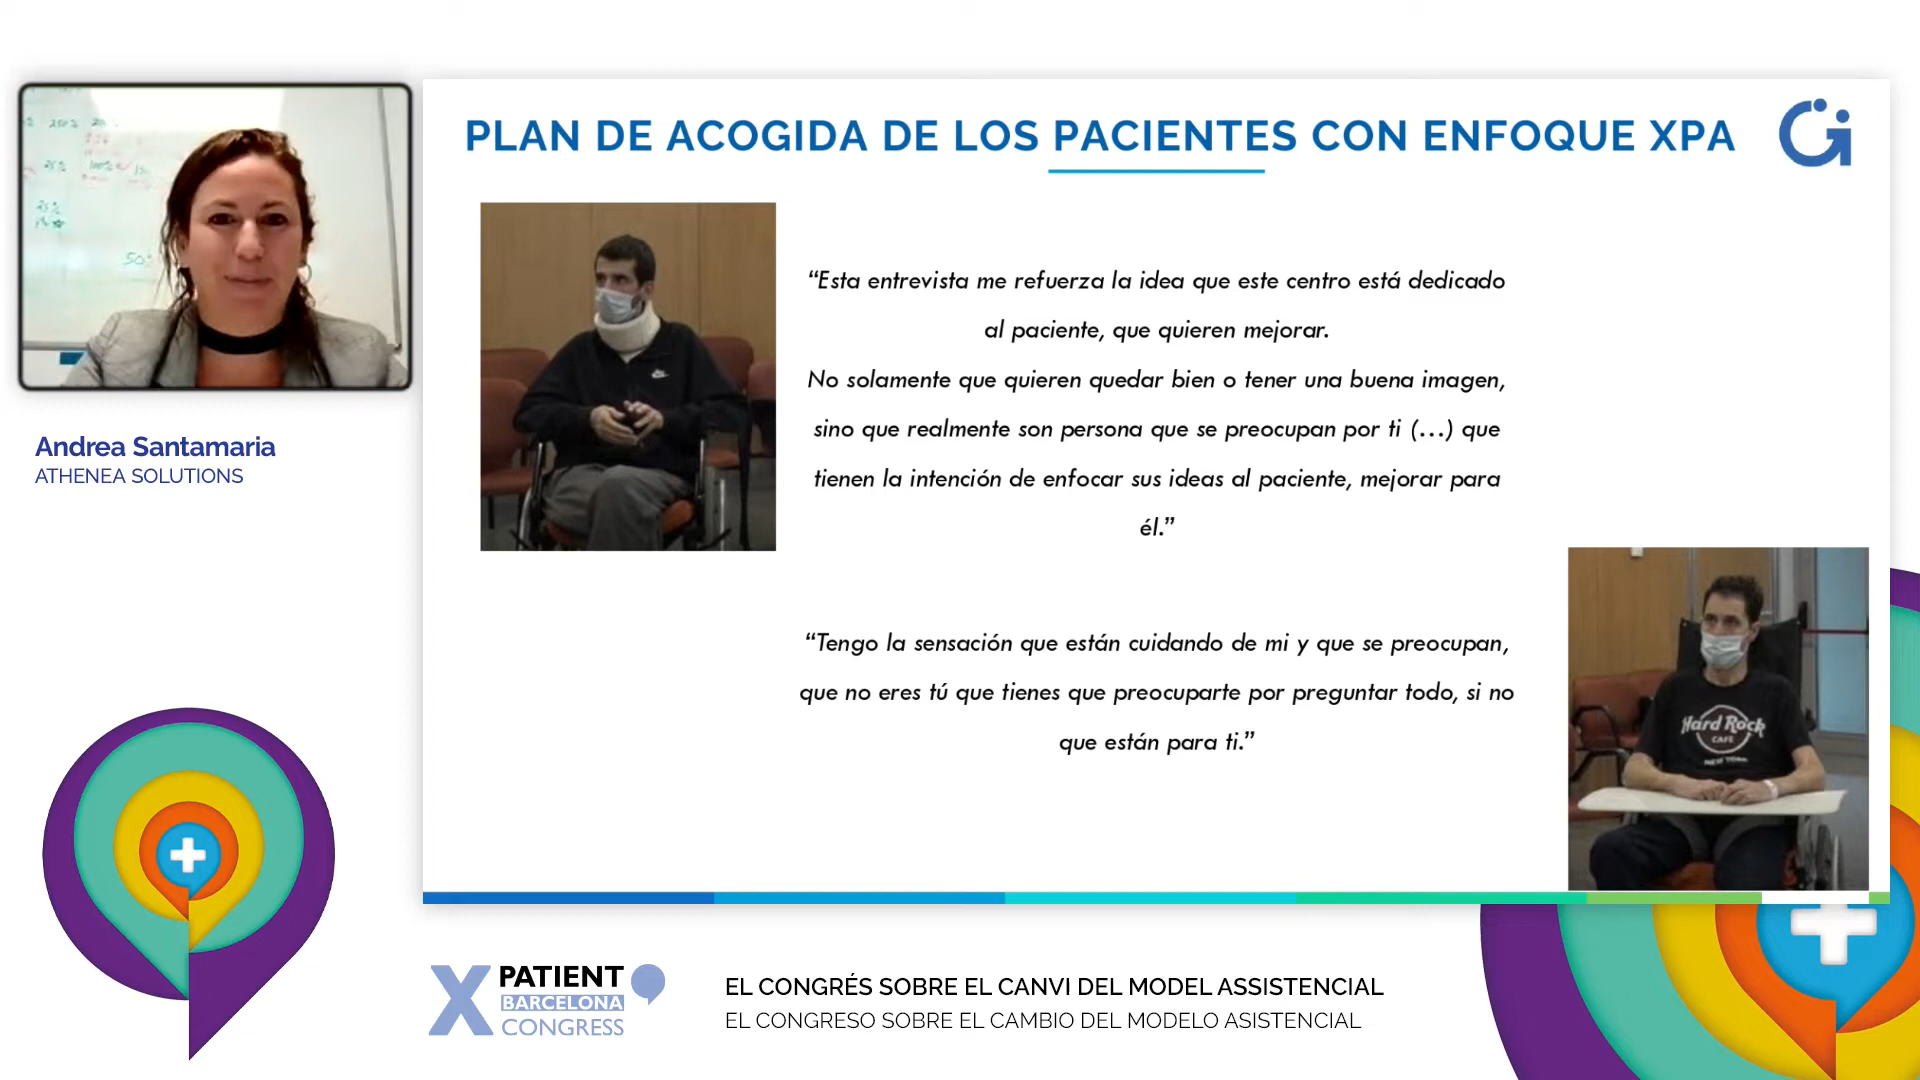 PLAN DE ACOGIDA DE LOS PACIENTES CON ENFOQUE XPA
Andrea Santamaria
ATHENEA SOLUTIONS
“Esta entrevista me refuerza la idea que este centro está dedicado
al paciente, que quieren mejorar.
No solamente que quieren quedar bien o tener una buena imagen,
sino que realmente son persona que se preocupan por ti (...) que
tienen la intención de enfocar sus ideas al paciente, mejorar para
él.”
“Tengo la sensación que están cuidando de mi y que se preocupan,
que no eres tú que tienes que preocuparte por preguntar todo, si no
que están para ti.”
Hard Rock
CAFE
NEW YORK
X PATIENT
BARCELONA
CONGRESS
EL CONGRÉS SOBRE EL CANVI DEL MODEL ASSISTENCIAL
EL CONGRESO SOBRE EL CAMBIO DEL MODELO ASISTENCIAL